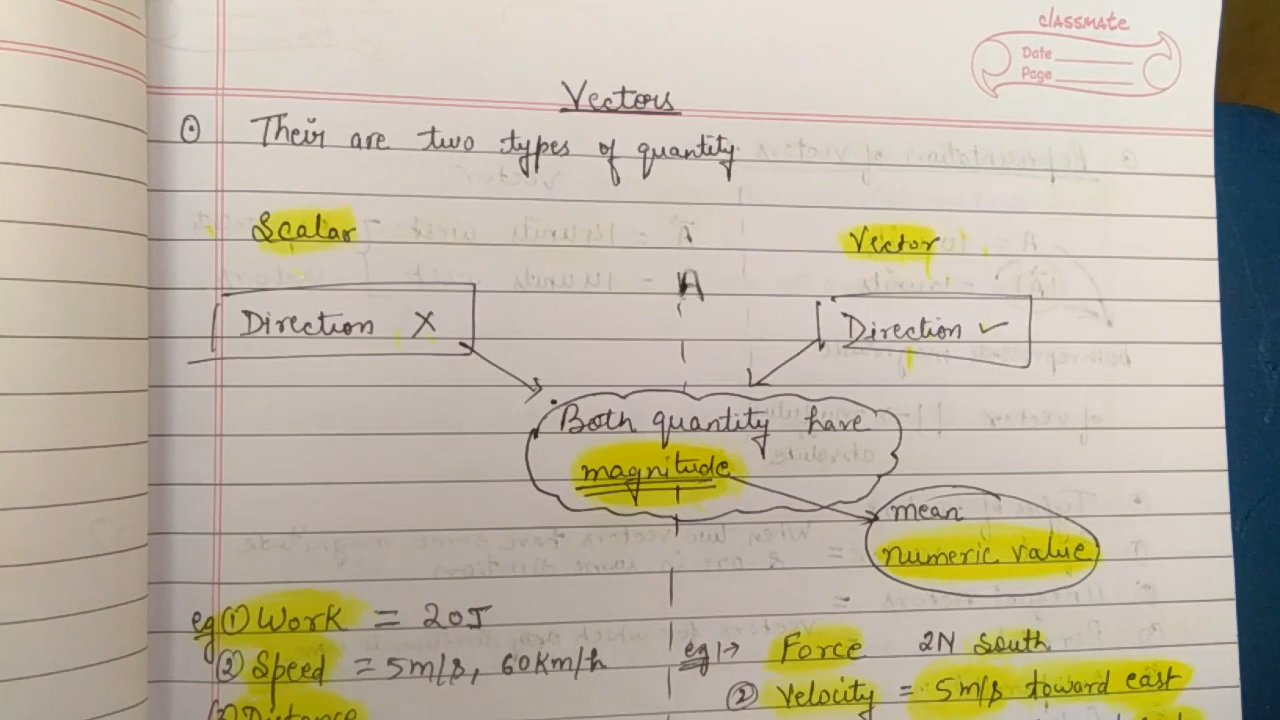 classmate
Date
Page
Vectors
Their are two types of quantity
Scalar
Vector
A
Direction X
Direction ✓
Both quantity have
magnitude
mean
numeric value
eg (1) Work = 20J
(2) Speed = 5m/s, 60Km/h
(3) Distance
eg 1→ Force 2N south
(2) Velocity = 5m/s toward east